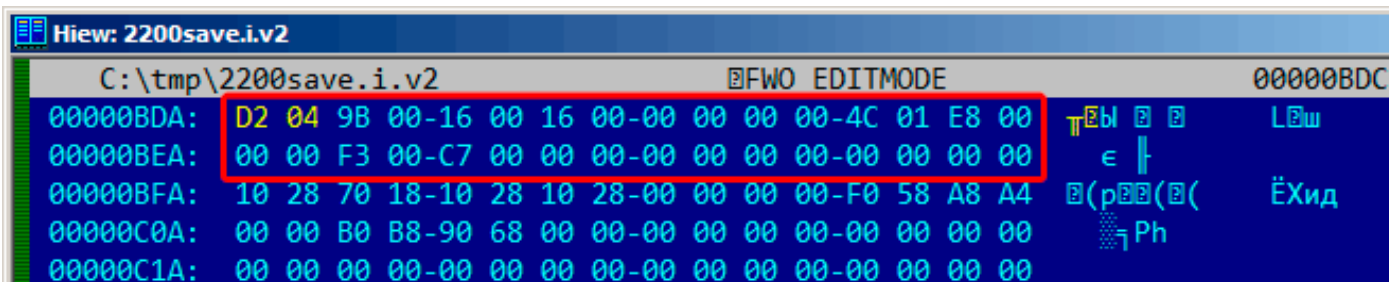 Hiew: 2200save.i.v2
C:\tmp\2200save.i.v2 FWO EDITMODE 00000BDC
00000BDA: D2 04 9B 00-16 00 16 00-00 00 00 00-4C 01 E8 00 ╥ Ы L ш
00000BEA: 00 00 F3 00-C7 00 00 00-00 00 00 00-00 00 00 00 є ╟
00000BFA: 10 28 70 18-10 28 10 28-00 00 00 00-F0 58 A8 A4 (p ( ( ЁXид
00000C0A: 00 00 B0 B8-90 68 00 00-00 00 00 00-00 00 00 00 ░╕Рh
00000C1A: 00 00 00 00-00 00 00 00-00 00 00 00-00 00 00